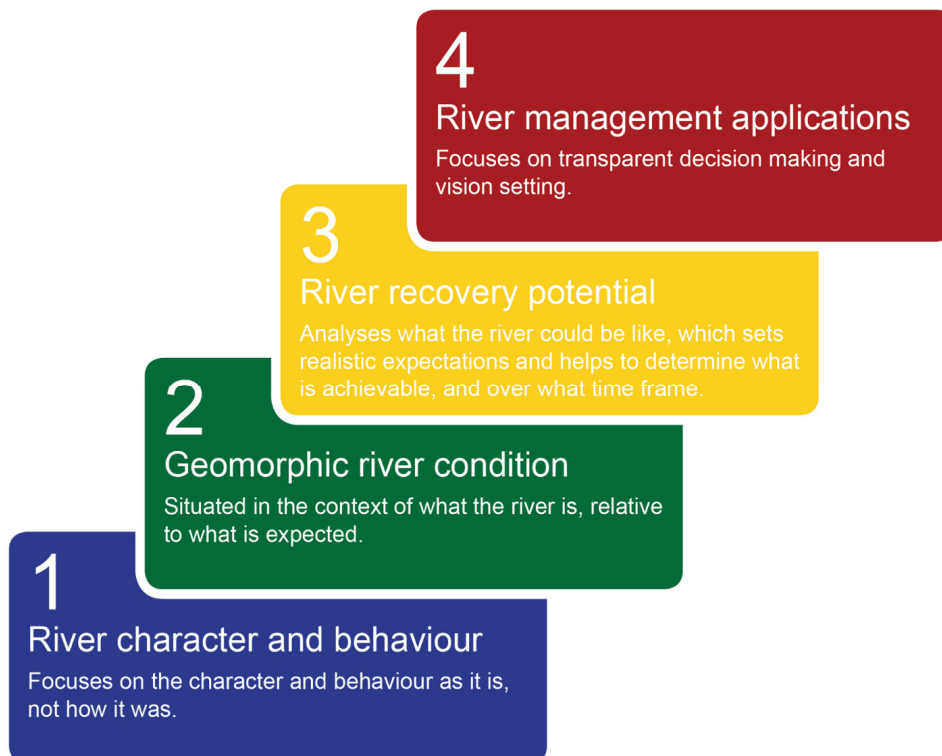 4
River management applications
Focuses on transparent decision making and
vision setting.
3
River recovery potential
Analyses what the river could be like, which sets
realistic expectations and helps to determine what
is achievable, and over what time frame.
2
Geomorphic river condition
Situated in the context of what the river is, relative
to what is expected.
1
River character and behaviour
Focuses on the character and behaviour as it is,
not how it was.